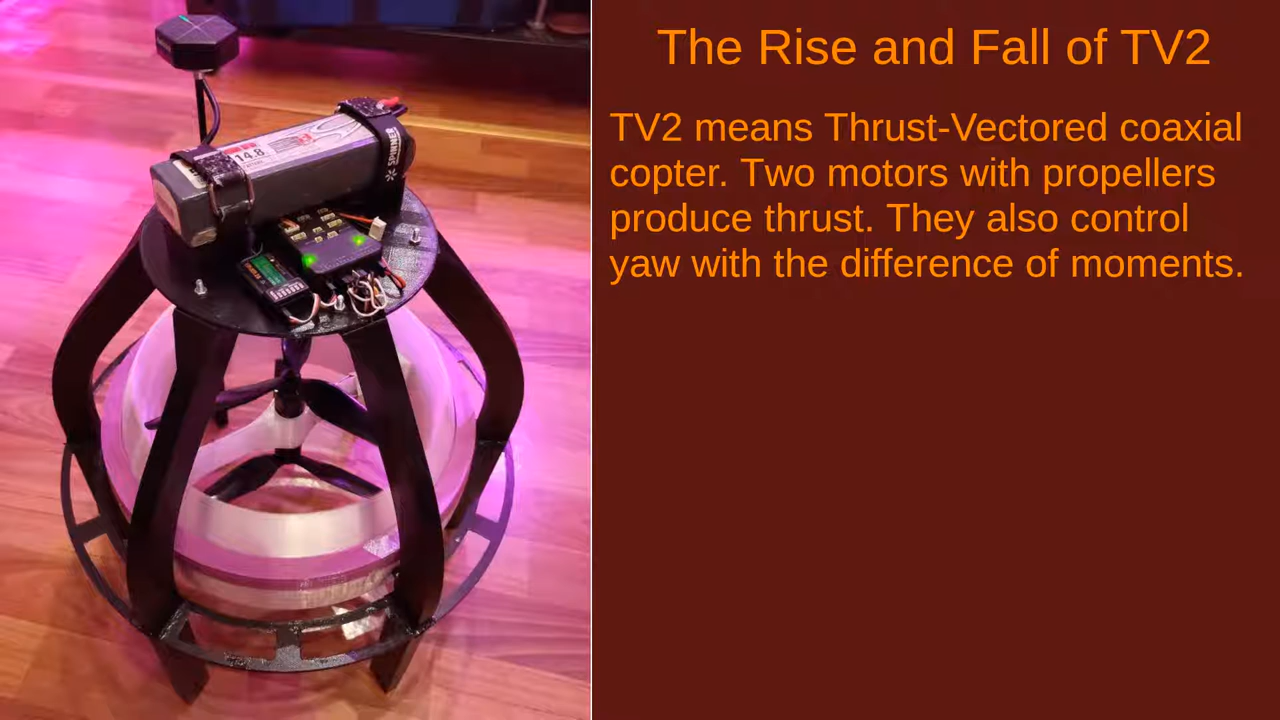 The Rise and Fall of TV2
TV2 means Thrust-Vectored coaxial
copter. Two motors with propellers
produce thrust. They also control
yaw with the difference of moments.
14.8
SPINNER